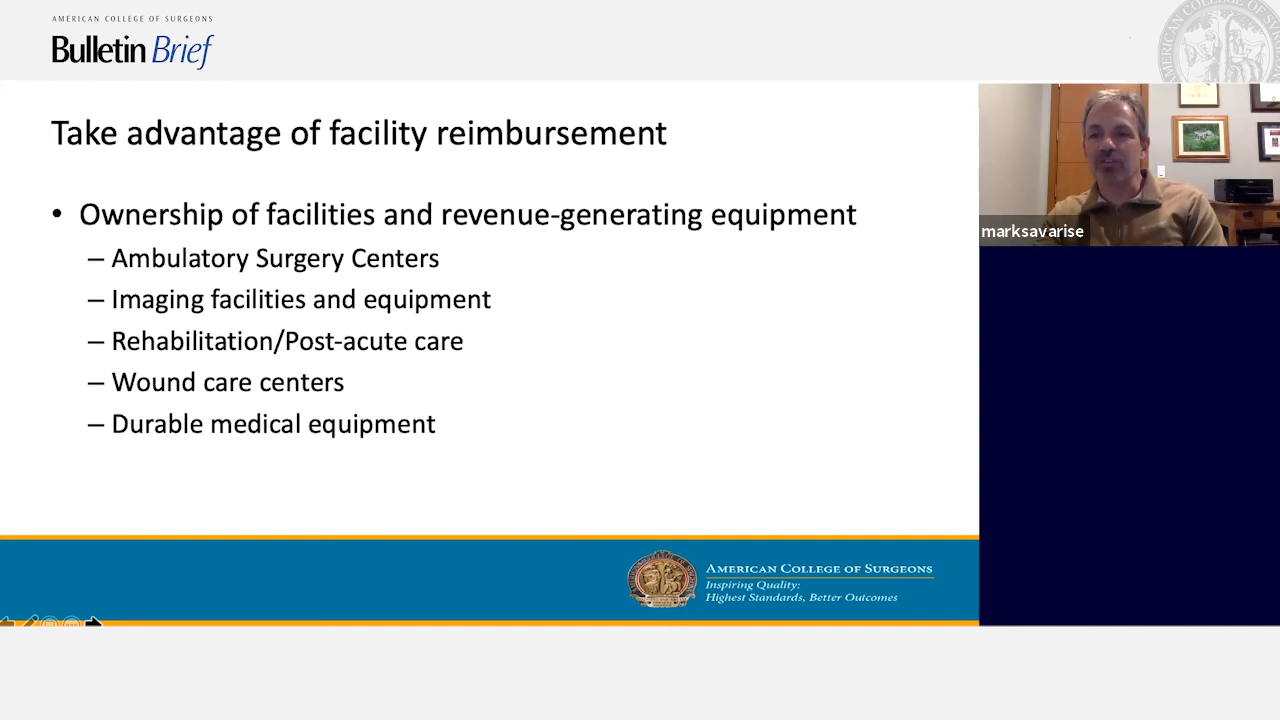 AMERICAN COLLEGE OF SURGEONS
Bulletin Brief
Take advantage of facility reimbursement
• Ownership of facilities and revenue-generating equipment
– Ambulatory Surgery Centers
– Imaging facilities and equipment
– Rehabilitation/Post-acute care
– Wound care centers
– Durable medical equipment
marksavarise
AMERICAN COLLEGE OF SURGEONS
Inspiring Quality:
Highest Standards, Better Outcomes